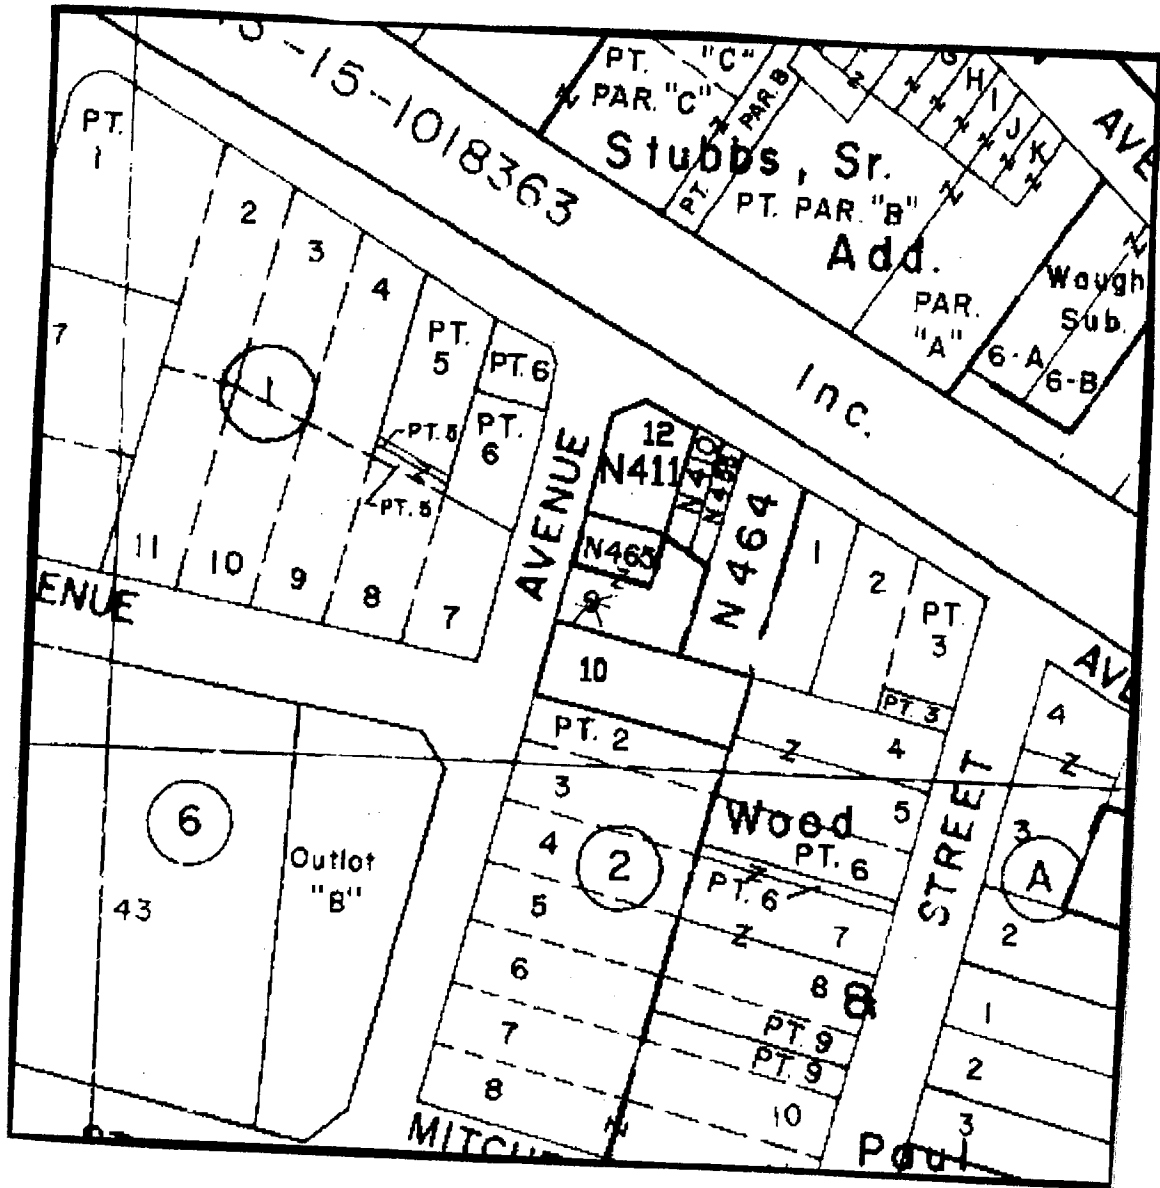 5-15-1018363
Inc.
PT.
1
2
3
4
PT.
5
PT. 6
PT.
6
7
1
PT. 5
PT. 5
11
10
9
8
7
ENUE
AVENUE
PT.
PAR. "C"
"C"
PT. PAR. B
Stubbs, Sr.
PT. PAR. "B"
Add.
G
H
I
J
K
AVE
PAR.
"A"
Waugh
Sub.
6-A
6-B
12
N411
N410
N465
N464
9
10
1
2
PT.
3
PT. 3
AVE
PT. 2
3
4
5
6
7
8
2
4
5
Wood
PT. 6
PT. 6
7
8
8
PT. 9
PT. 9
10
STREET
4
3
A
2
1
2
3
Paul
6
43
Outlot
"B"
MITCH